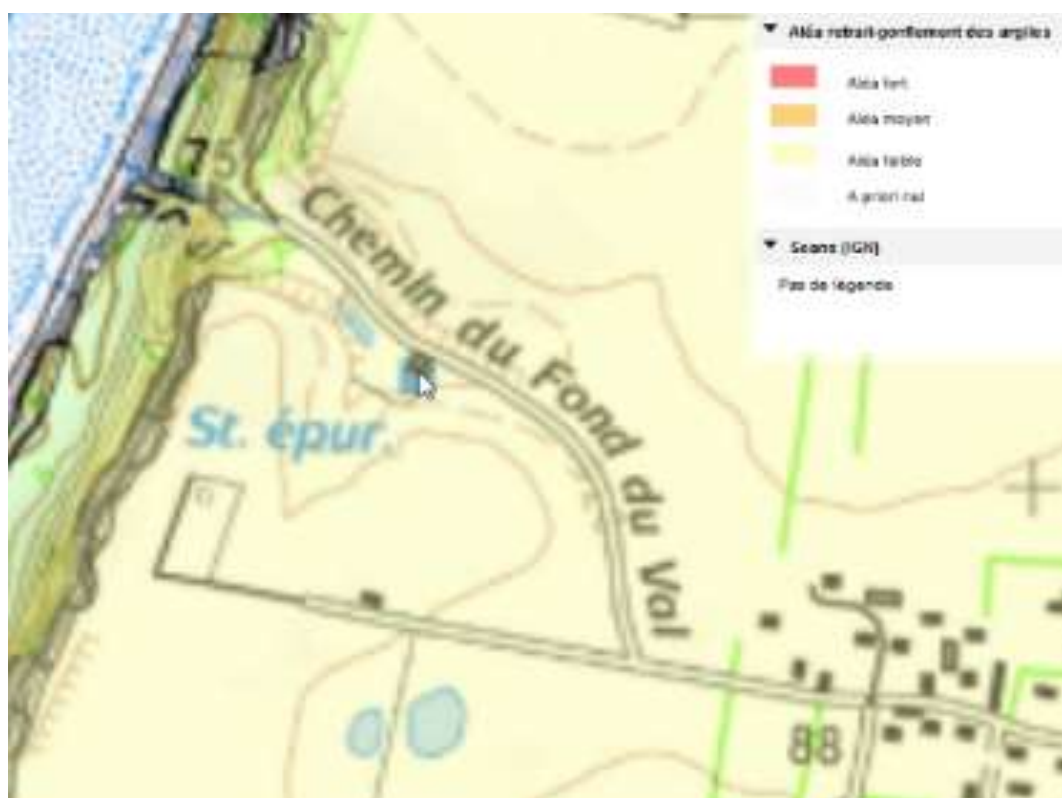 Aléa retrait-gonflement des argiles
Aléa fort
Aléa moyen
Aléa faible
A priori nul
Scans (IGN)
Pas de légende
75
Chemin du Fond du Val
St. épur.
88